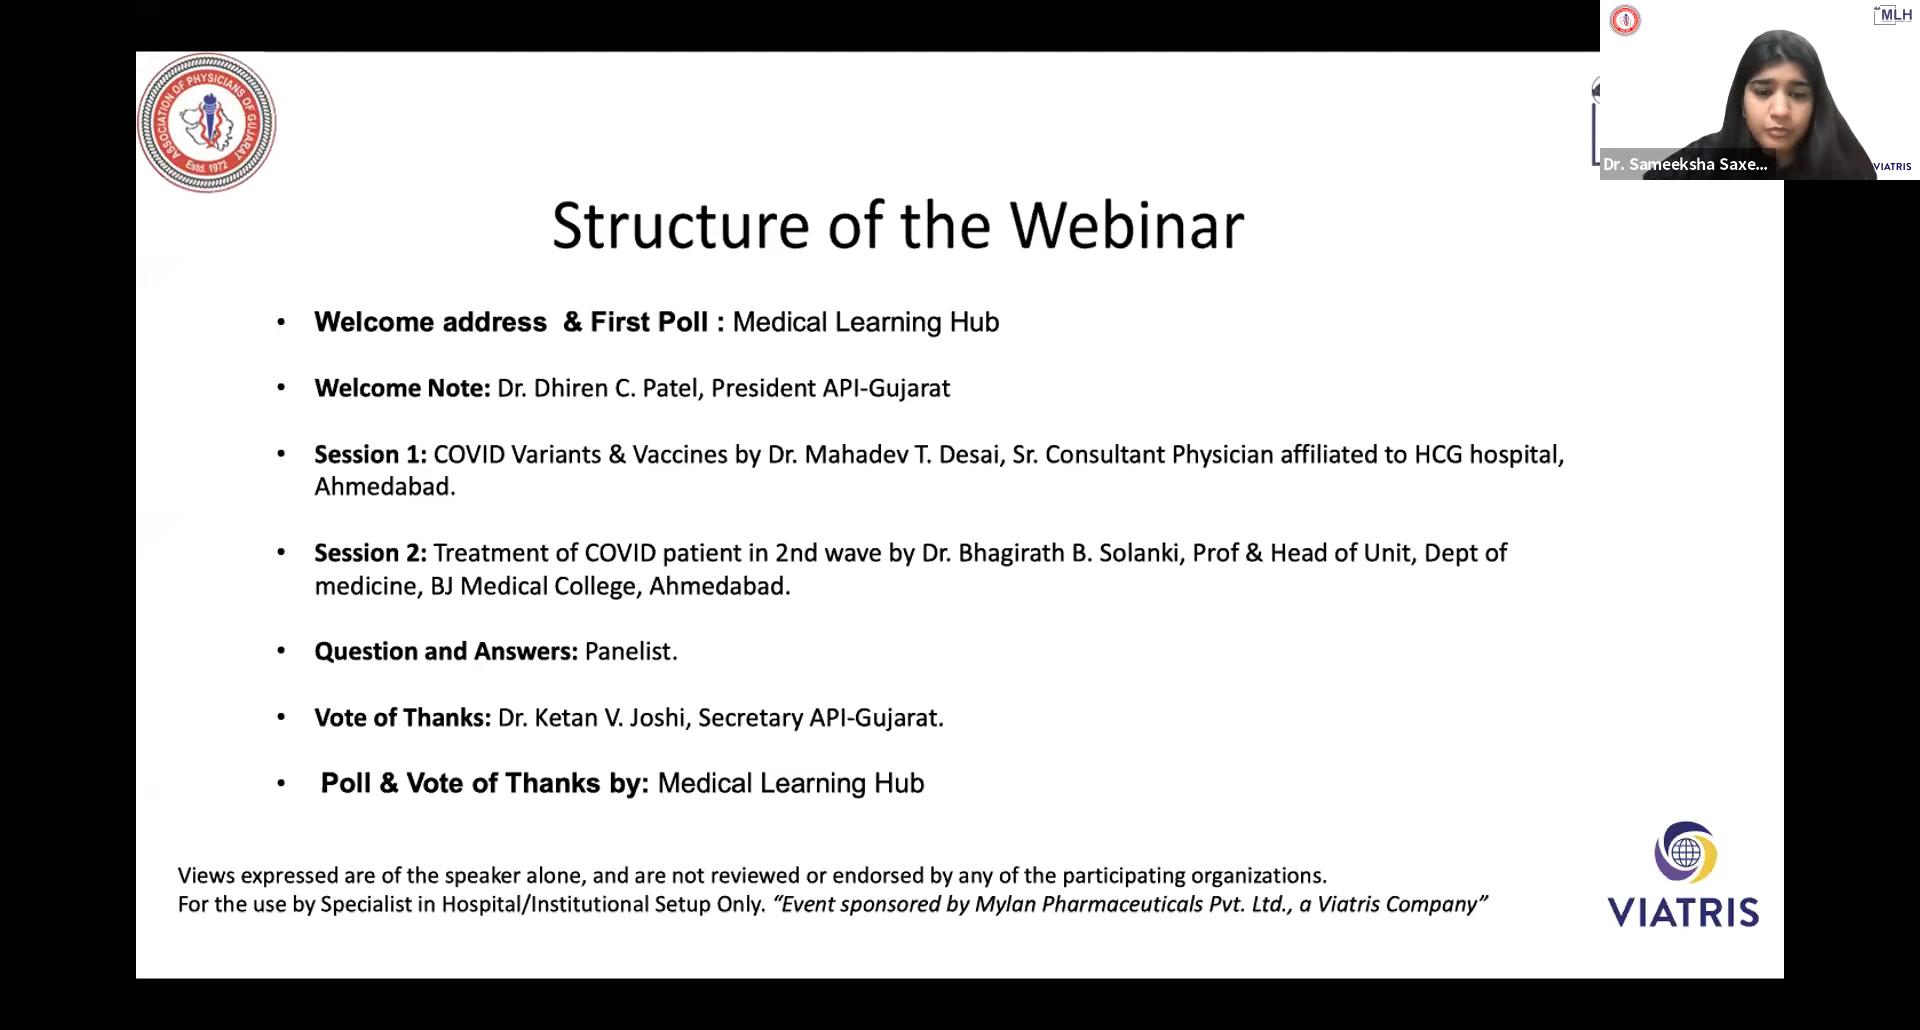 ASSOCIATION OF PHYSICIANS OF GUJARAT
Estd. 1972
MLH
Dr. Sameeksha Saxe...
VIATRIS
Structure of the Webinar
• Welcome address & First Poll : Medical Learning Hub
• Welcome Note: Dr. Dhiren C. Patel, President API-Gujarat
• Session 1: COVID Variants & Vaccines by Dr. Mahadev T. Desai, Sr. Consultant Physician affiliated to HCG hospital,
Ahmedabad.
• Session 2: Treatment of COVID patient in 2nd wave by Dr. Bhagirath B. Solanki, Prof & Head of Unit, Dept of
medicine, BJ Medical College, Ahmedabad.
• Question and Answers: Panelist.
• Vote of Thanks: Dr. Ketan V. Joshi, Secretary API-Gujarat.
• Poll & Vote of Thanks by: Medical Learning Hub
Views expressed are of the speaker alone, and are not reviewed or endorsed by any of the participating organizations.
For the use by Specialist in Hospital/Institutional Setup Only. “Event sponsored by Mylan Pharmaceuticals Pvt. Ltd., a Viatris Company”
VIATRIS